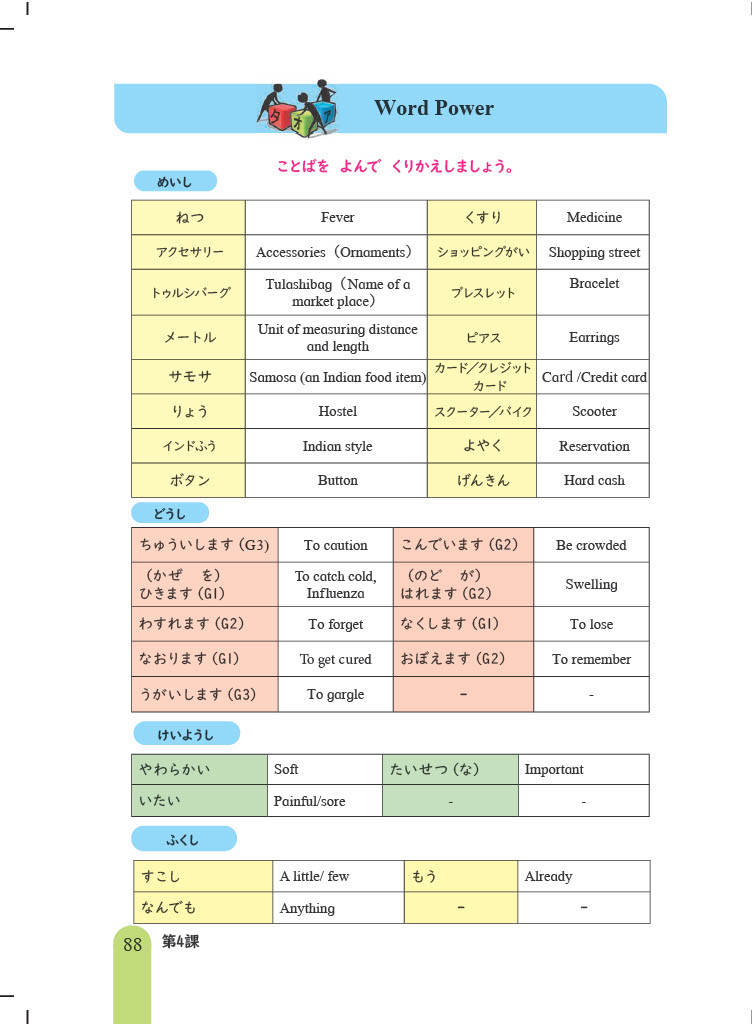 タ オ ア
Word Power
ことばを よんで くりかえしましょう。
めいし
ねつ Fever くすり Medicine
アクセサリー Accessories（Ornaments） ショッピングがい Shopping street
トゥルシバーグ Tulashibag（Name of a market place） ブレスレット Bracelet
メートル Unit of measuring distance and length ピアス Earrings
サモサ Samosa (an Indian food item) カード／クレジットカード Card /Credit card
りょう Hostel スクーター／バイク Scooter
インドふう Indian style よやく Reservation
ボタン Button げんきん Hard cash
どうし
ちゅういします (G3) To caution こんでいます (G2) Be crowded
（かぜ を） ひきます (G1) To catch cold, Influenza （のど が） はれます (G2) Swelling
わすれます (G2) To forget なくします (G1) To lose
なおります (G1) To get cured おぼえます (G2) To remember
うがいします (G3) To gargle – -
けいようし
やわらかい Soft たいせつ (な) Important
いたい Painful/sore - -
ふくし
すこし A little/ few もう Already
なんでも Anything – –
88 第4課